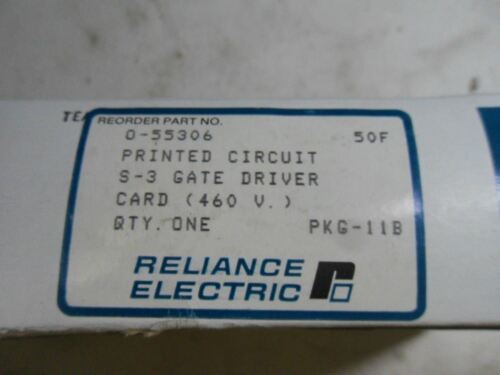 TEA
REORDER PART NO.
0-55306 50F
PRINTED CIRCUIT
S-3 GATE DRIVER
CARD (460 V.)
QTY. ONE PKG-11B
RELIANCE
ELECTRIC